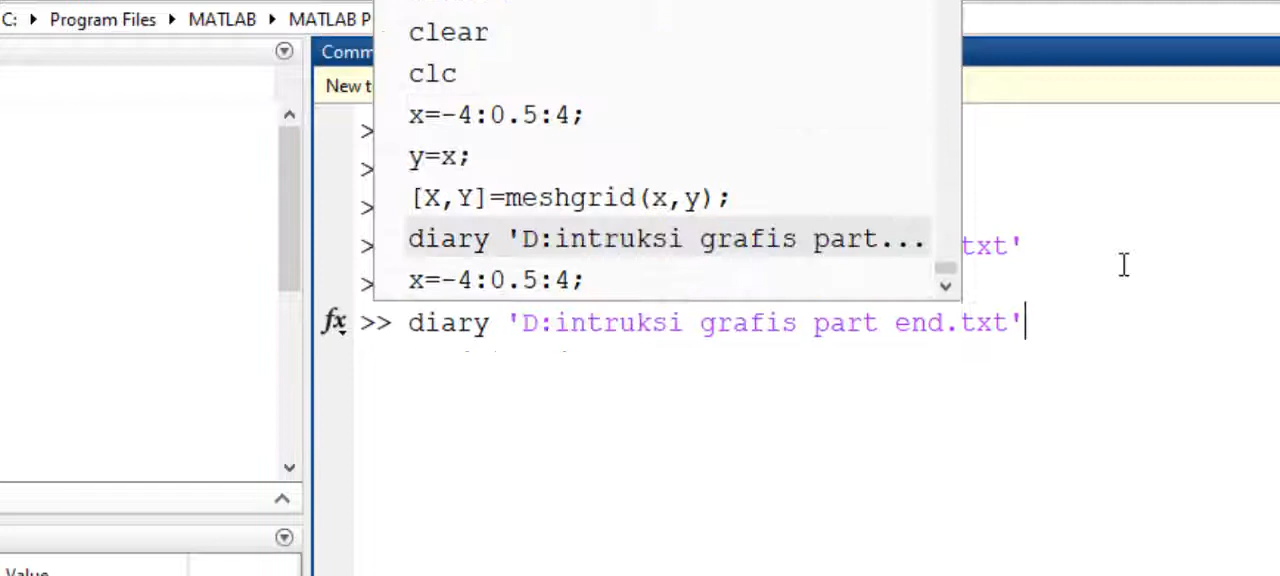 C: Program Files MATLAB MATLAB P
Comm
New t
clear
clc
x=-4:0.5:4;
y=x;
[X,Y]=meshgrid(x,y);
diary 'D:intruksi grafis part...
x=-4:0.5:4;
>
>
>
> txt'
>
fx >> diary 'D:intruksi grafis part end.txt'
Value